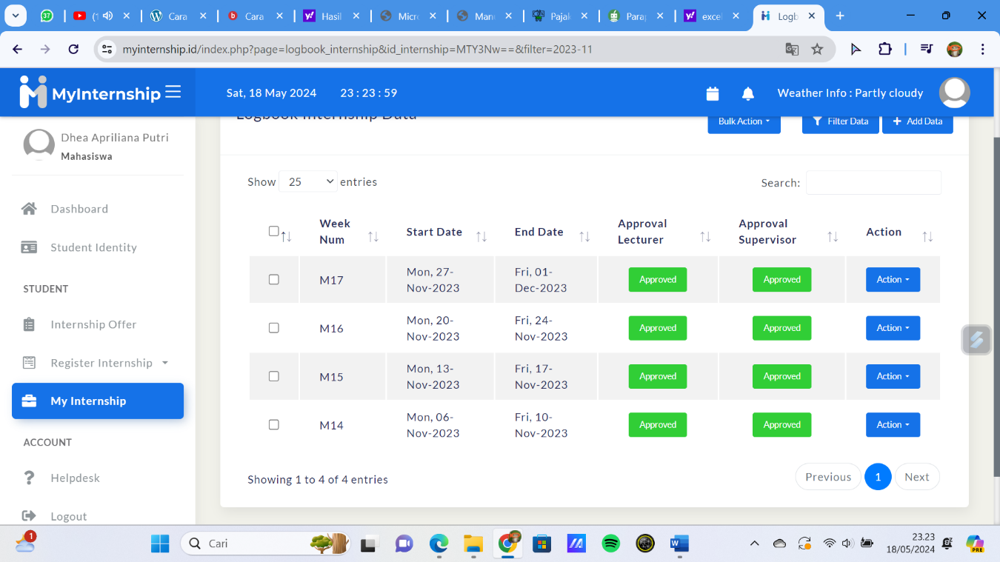 37
(1
Cara
Cara
Hasil
Micro
Mana
Pajak
Parap
excel
Logb
myinternship.id/index.php?page=logbook_internship&id_internship=MTY3Nw==&filter=2023-11
MyInternship
Sat, 18 May 2024 23 : 23 : 59
Weather Info : Partly cloudy
Dhea Apriliana Putri
Mahasiswa
Dashboard
Student Identity
STUDENT
Internship Offer
Register Internship
My Internship
ACCOUNT
Helpdesk
Logout
Logbook Internship Data
Bulk Action
Filter Data
+ Add Data
Show 25 entries
Search:
Week Num
Start Date
End Date
Approval Lecturer
Approval Supervisor
Action
M17 Mon, 27-Nov-2023 Fri, 01-Dec-2023 Approved Approved Action
M16 Mon, 20-Nov-2023 Fri, 24-Nov-2023 Approved Approved Action
M15 Mon, 13-Nov-2023 Fri, 17-Nov-2023 Approved Approved Action
M14 Mon, 06-Nov-2023 Fri, 10-Nov-2023 Approved Approved Action
Showing 1 to 4 of 4 entries
Previous 1 Next
1
Cari
23.23
18/05/2024
PRE